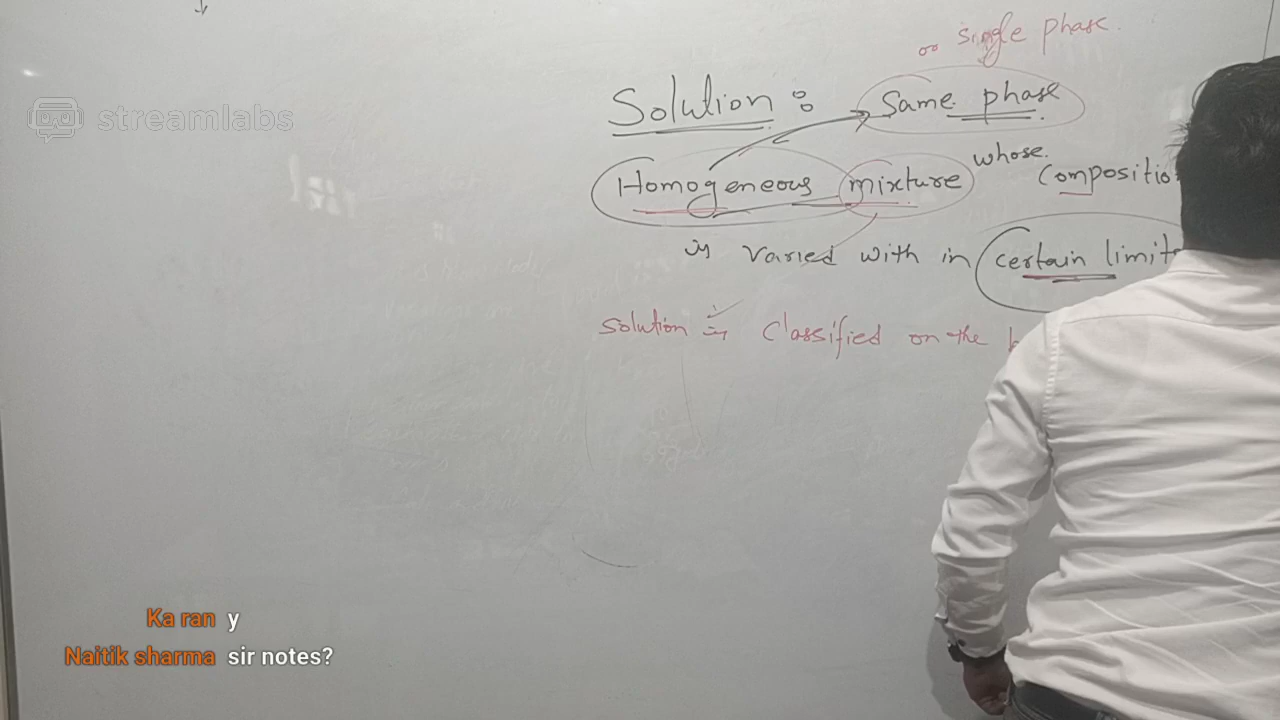 or single phase.
streamlabs
Solution :
Same phase
Homogeneous mixture whose. compositio
is varied with in certain limit
solution is classified on the
Ka ran y
Naitik sharma sir notes?